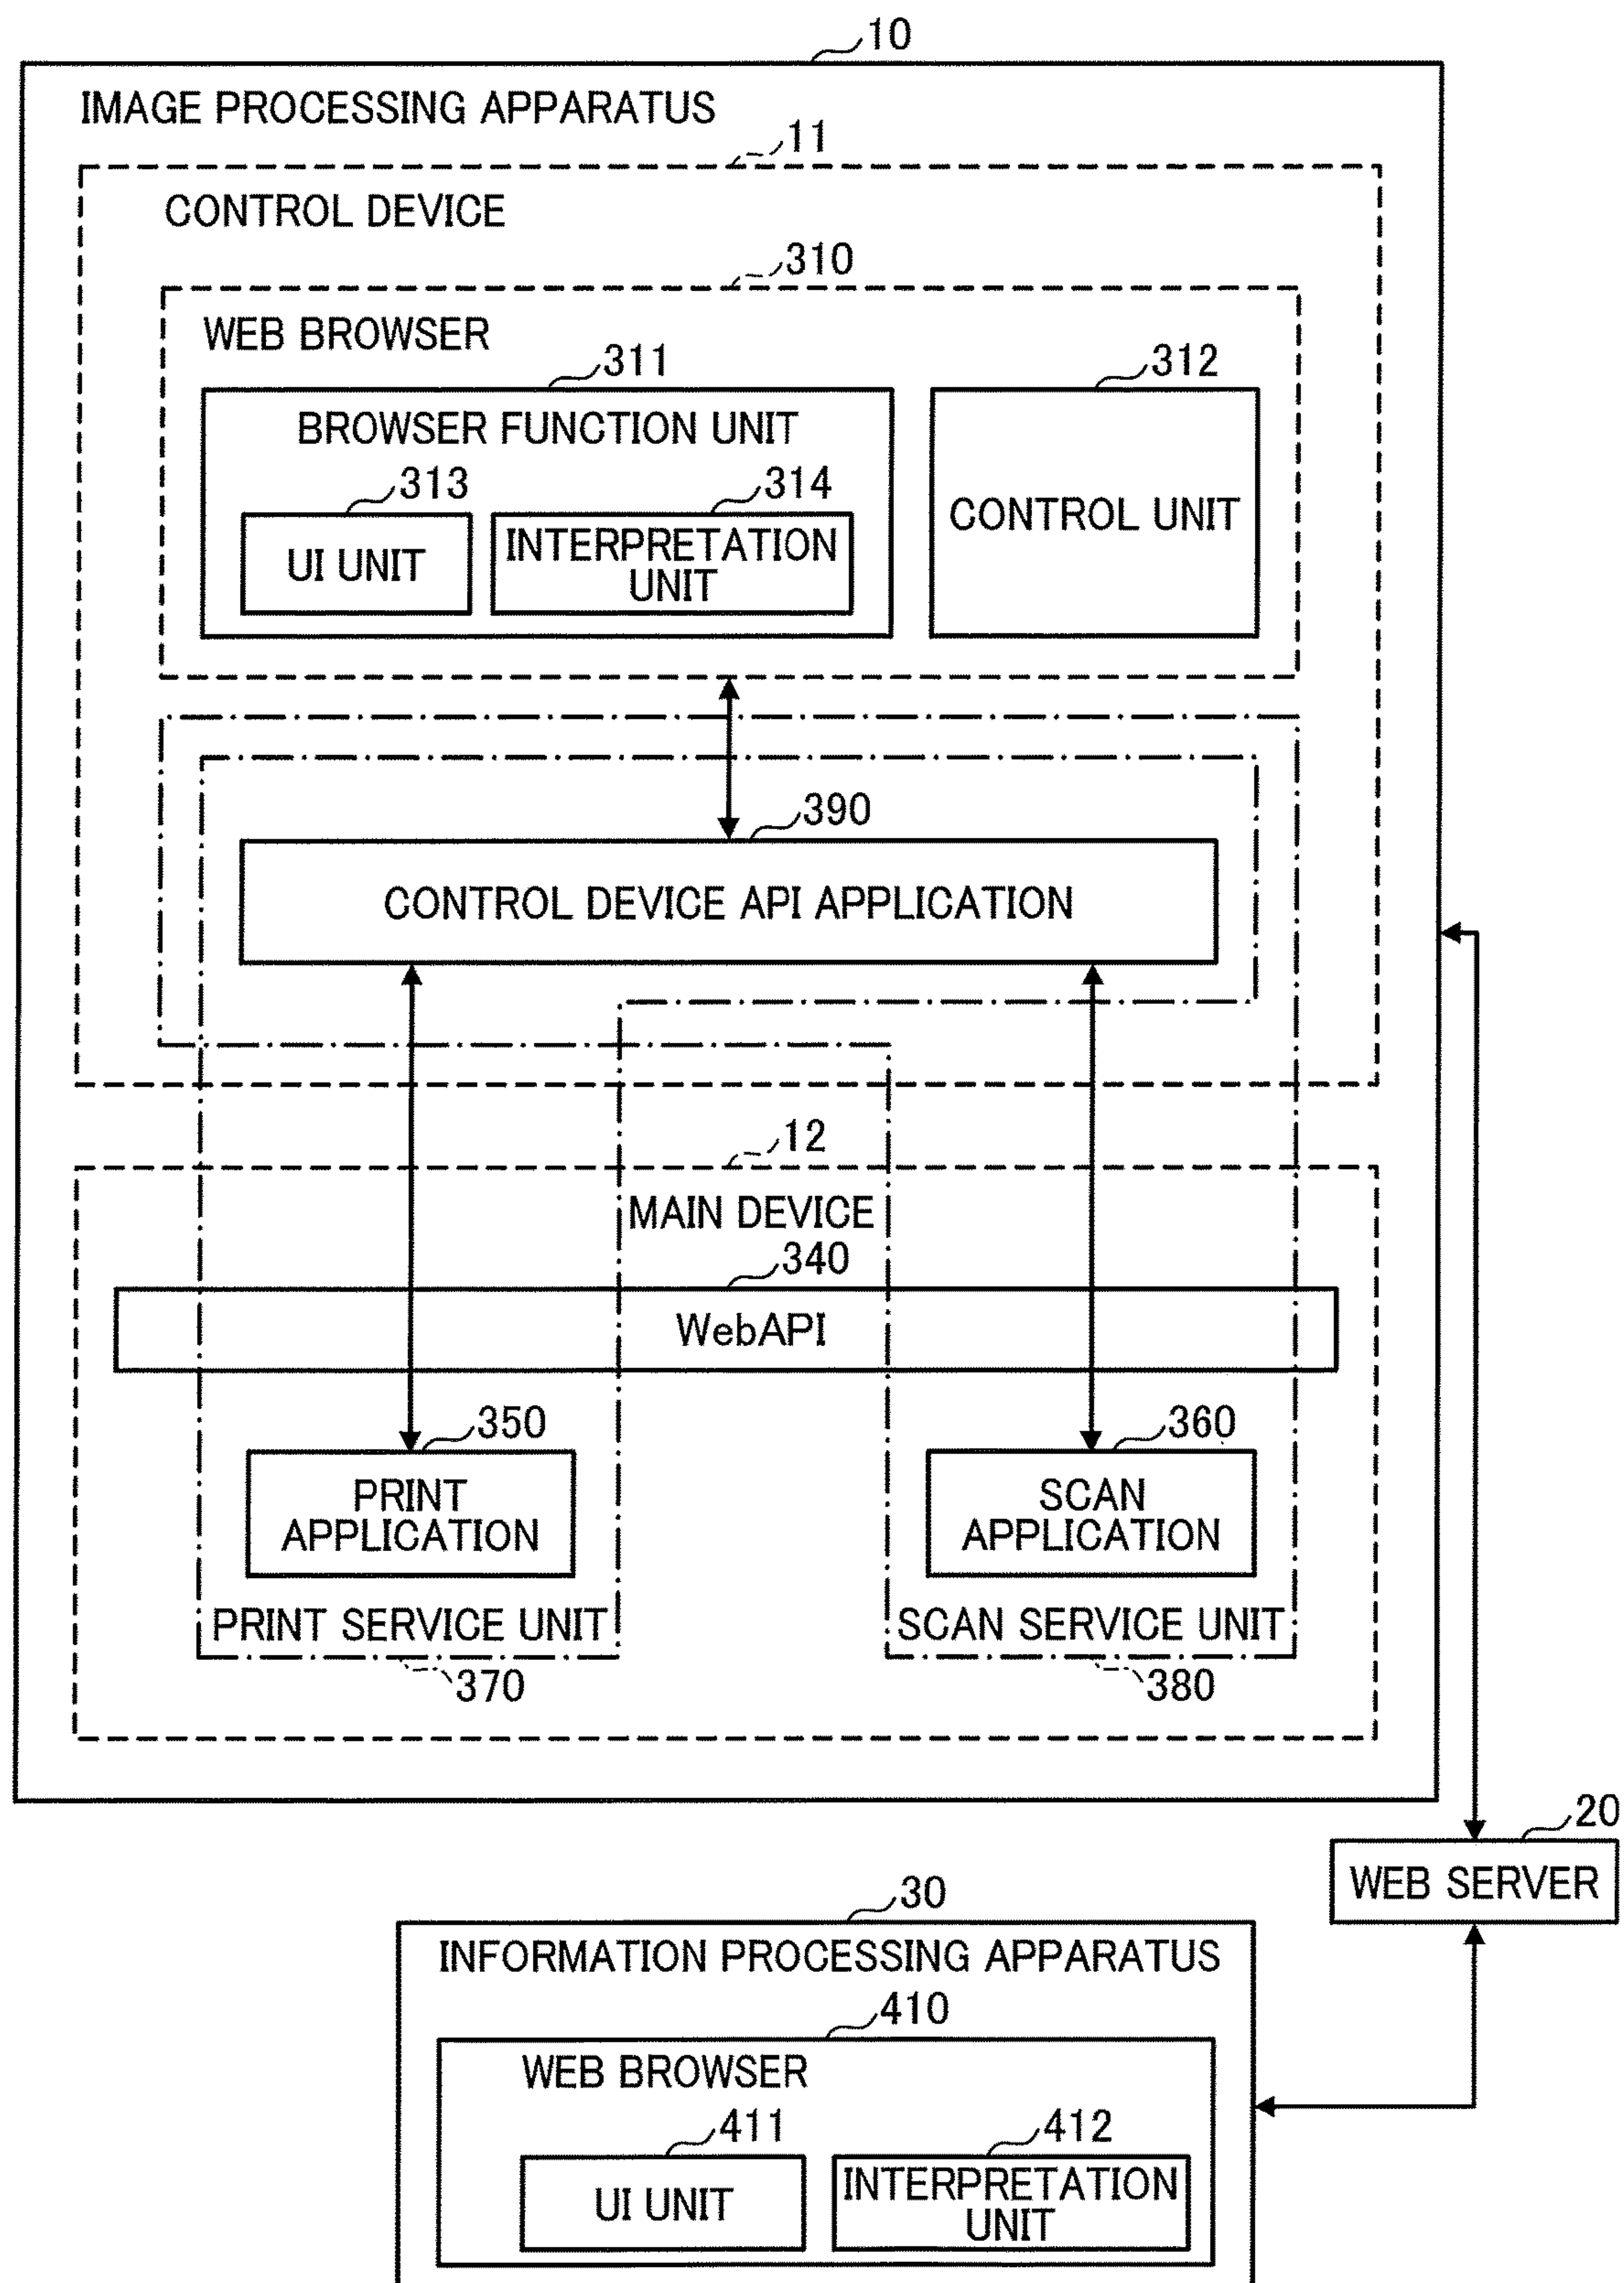 10
IMAGE PROCESSING APPARATUS
11
CONTROL DEVICE
310
WEB BROWSER
311
312
BROWSER FUNCTION UNIT
313
314
UI UNIT
INTERPRETATION
UNIT
CONTROL UNIT
390
CONTROL DEVICE API APPLICATION
12
MAIN DEVICE
340
WebAPI
350
360
PRINT
APPLICATION
SCAN
APPLICATION
PRINT SERVICE UNIT
SCAN SERVICE UNIT
370
380
20
WEB SERVER
30
INFORMATION PROCESSING APPARATUS
410
WEB BROWSER
411
412
UI UNIT
INTERPRETATION
UNIT